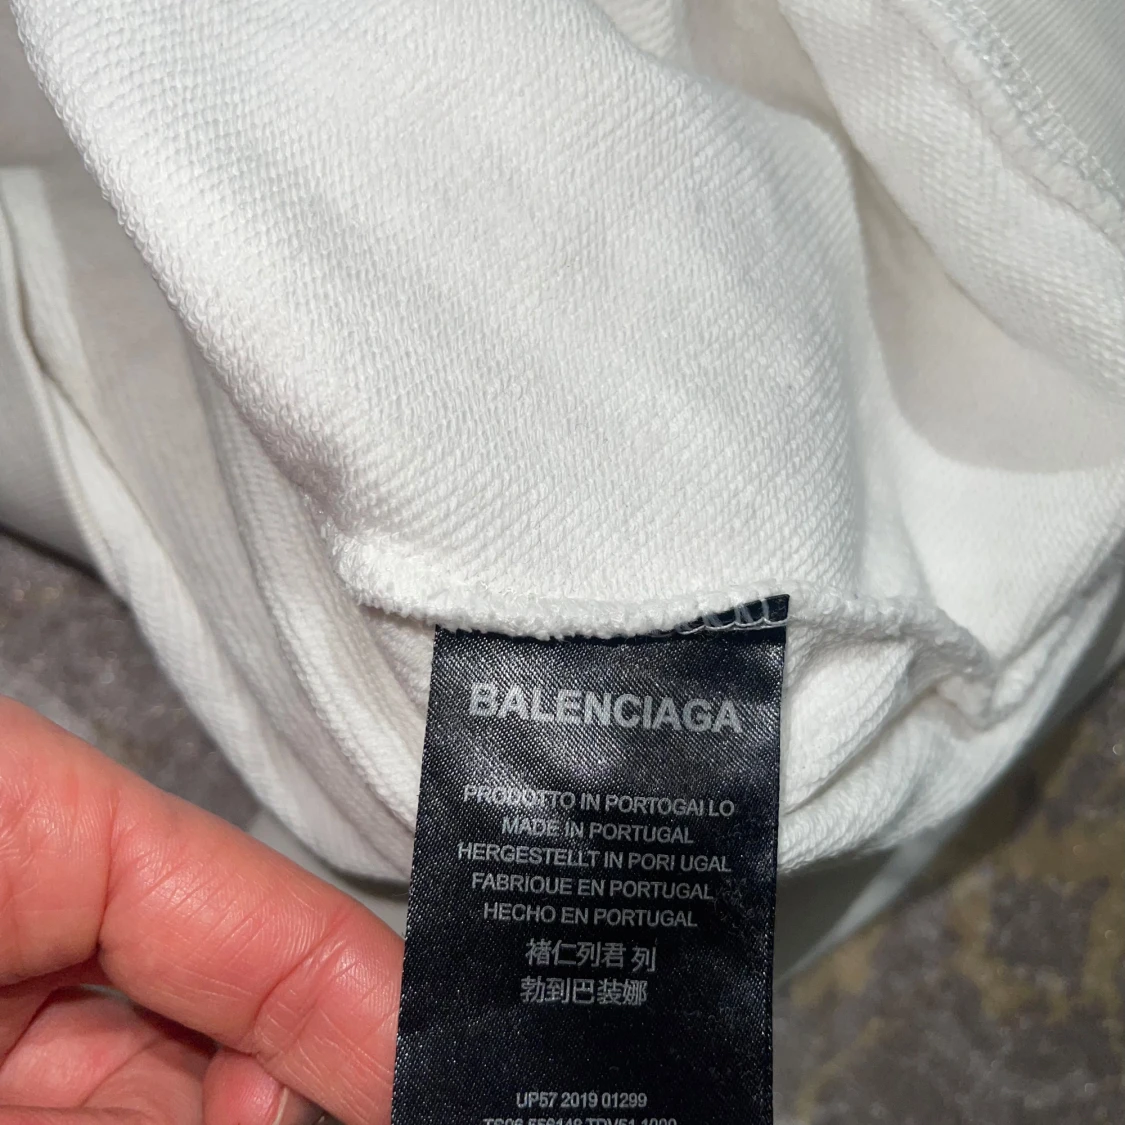 BALENCIAGA
PRODOTTO IN PORTOGAI LO
MADE IN PORTUGAL
HERGESTELLT IN PORI UGAL
FABRIOUE EN PORTUGAL
HECHO EN PORTUGAL
褚仁列君列
勃到巴装娜
UP57 2019 01299